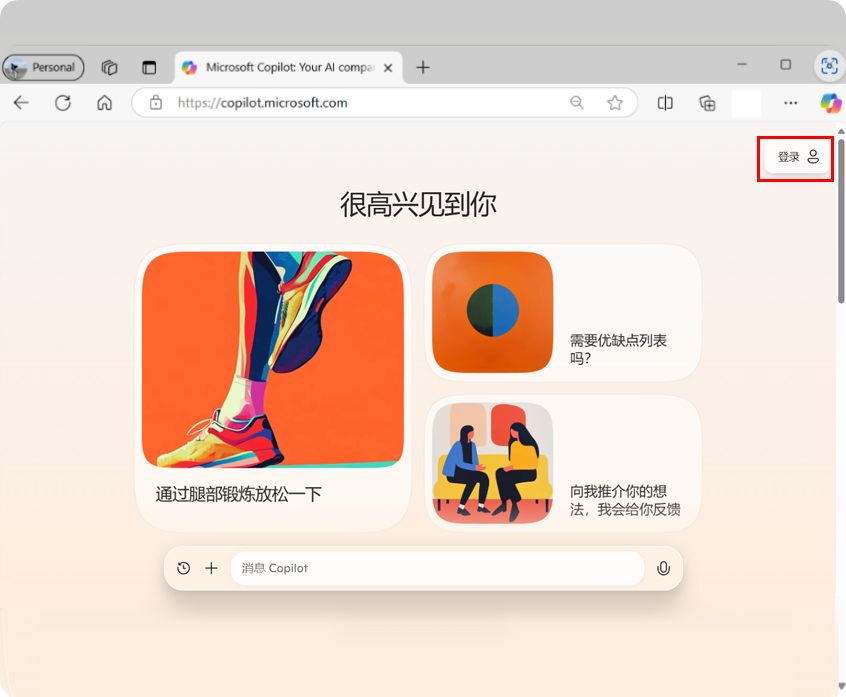 Personal
Microsoft Copilot: Your AI compa
https://copilot.microsoft.com
登录
很高兴见到你
通过腿部锻炼放松一下
需要优缺点列表
吗?
向我推介你的想
法，我会给你反馈
消息 Copilot